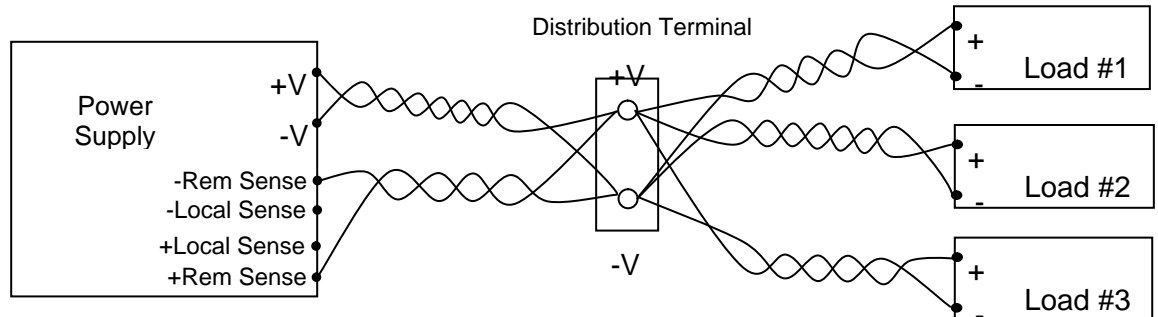 Distribution Terminal
Power
Supply
+V
-V
-Rem Sense
-Local Sense
+Local Sense
+Rem Sense
+V
-V
+
-
Load #1
+
-
Load #2
+
-
Load #3